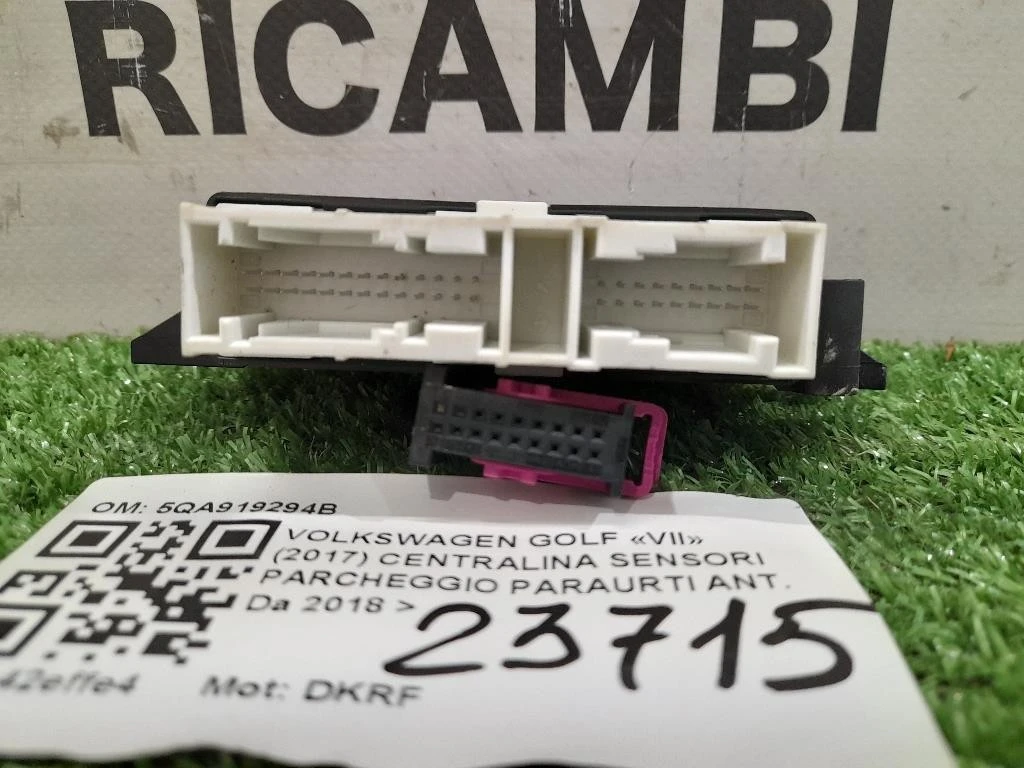 RICAMBI
OM: 5QA919294B
VOLKSWAGEN GOLF «VII»
(2017) CENTRALINA SENSORI
PARCHEGGIO PARAURTI ANT.
Da 2018 >
23715
42effe4
Mot: DKRF